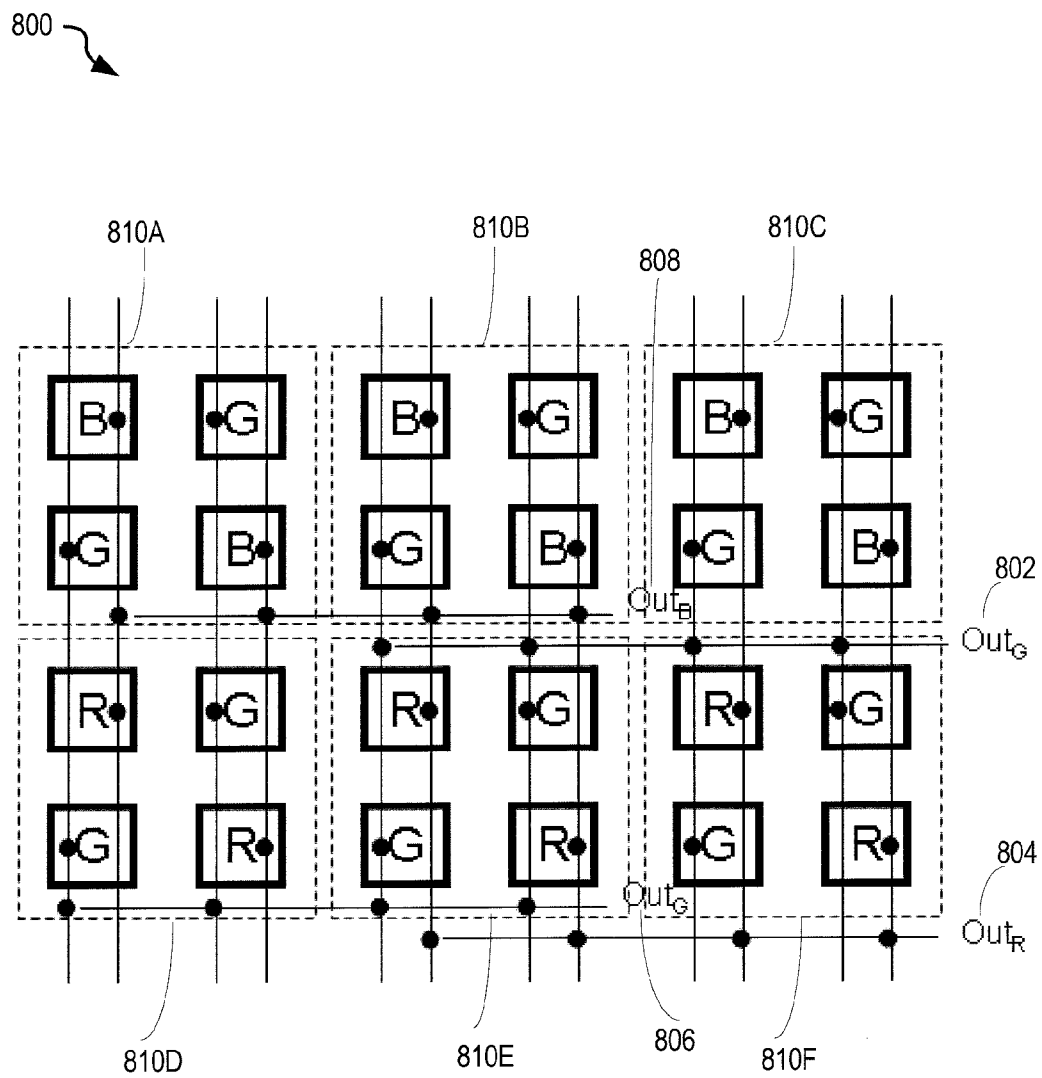 800
810A 810B 810C
808
B G B G B G
G B G B G B
802
OutB
OutG
R G R G R G
G R G R G R
804
OutG
OutR
806
810D 810E 810F